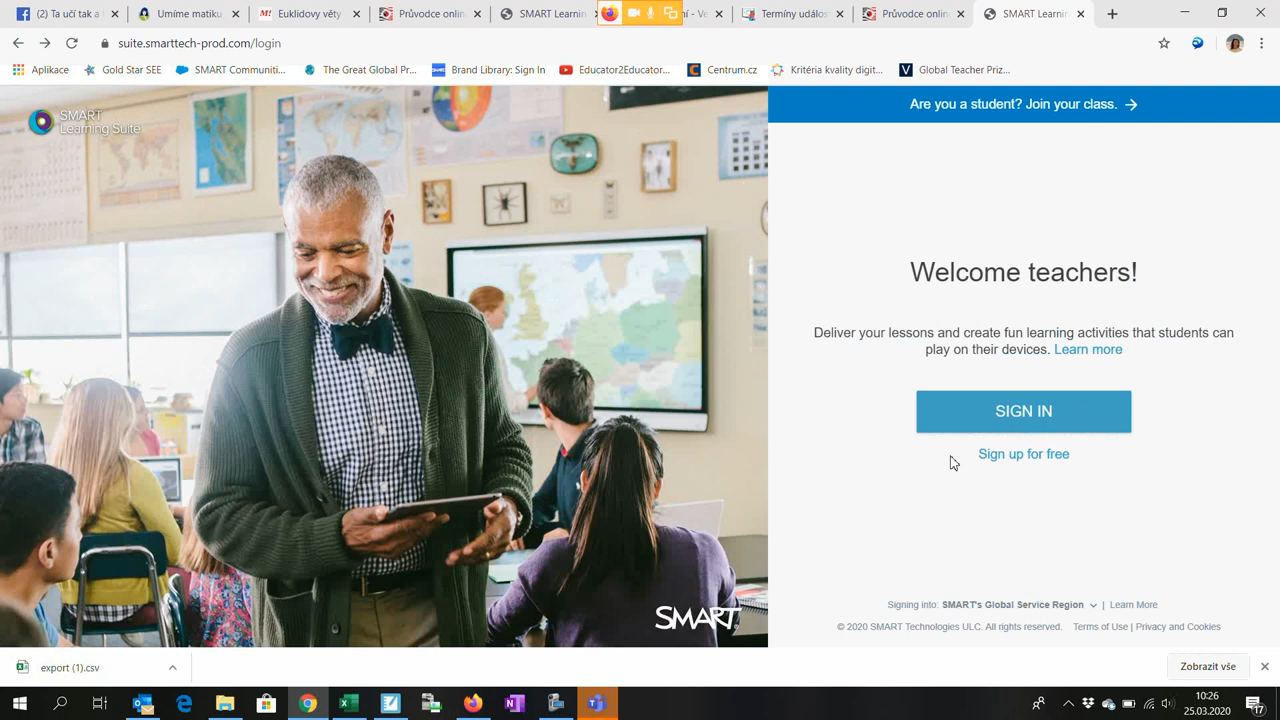 (2) Ta učí tak a t
Umíme matiku
Euklidovy vět
Průvodce onlin
SMART Learnin
ní - Ve
Termíny událos
Průvodce onlin
SMART Learnin
suite.smarttech-prod.com/login
Aplikace
Gold Star SEE
SMART Communiti...
The Great Global Pr...
Brand Library: Sign In
Educator2Educator...
Centrum.cz
Kritéria kvality digit...
Global Teacher Priz...
SMART
Learning Suite
Are you a student? Join your class.
Welcome teachers!
Deliver your lessons and create fun learning activities that students can
play on their devices. Learn more
SIGN IN
Sign up for free
SMART
Signing into: SMART's Global Service Region | Learn More
© 2020 SMART Technologies ULC. All rights reserved. Terms of Use | Privacy and Cookies
export (1).csv
Zobrazit vše
10:26
25.03.2020
17